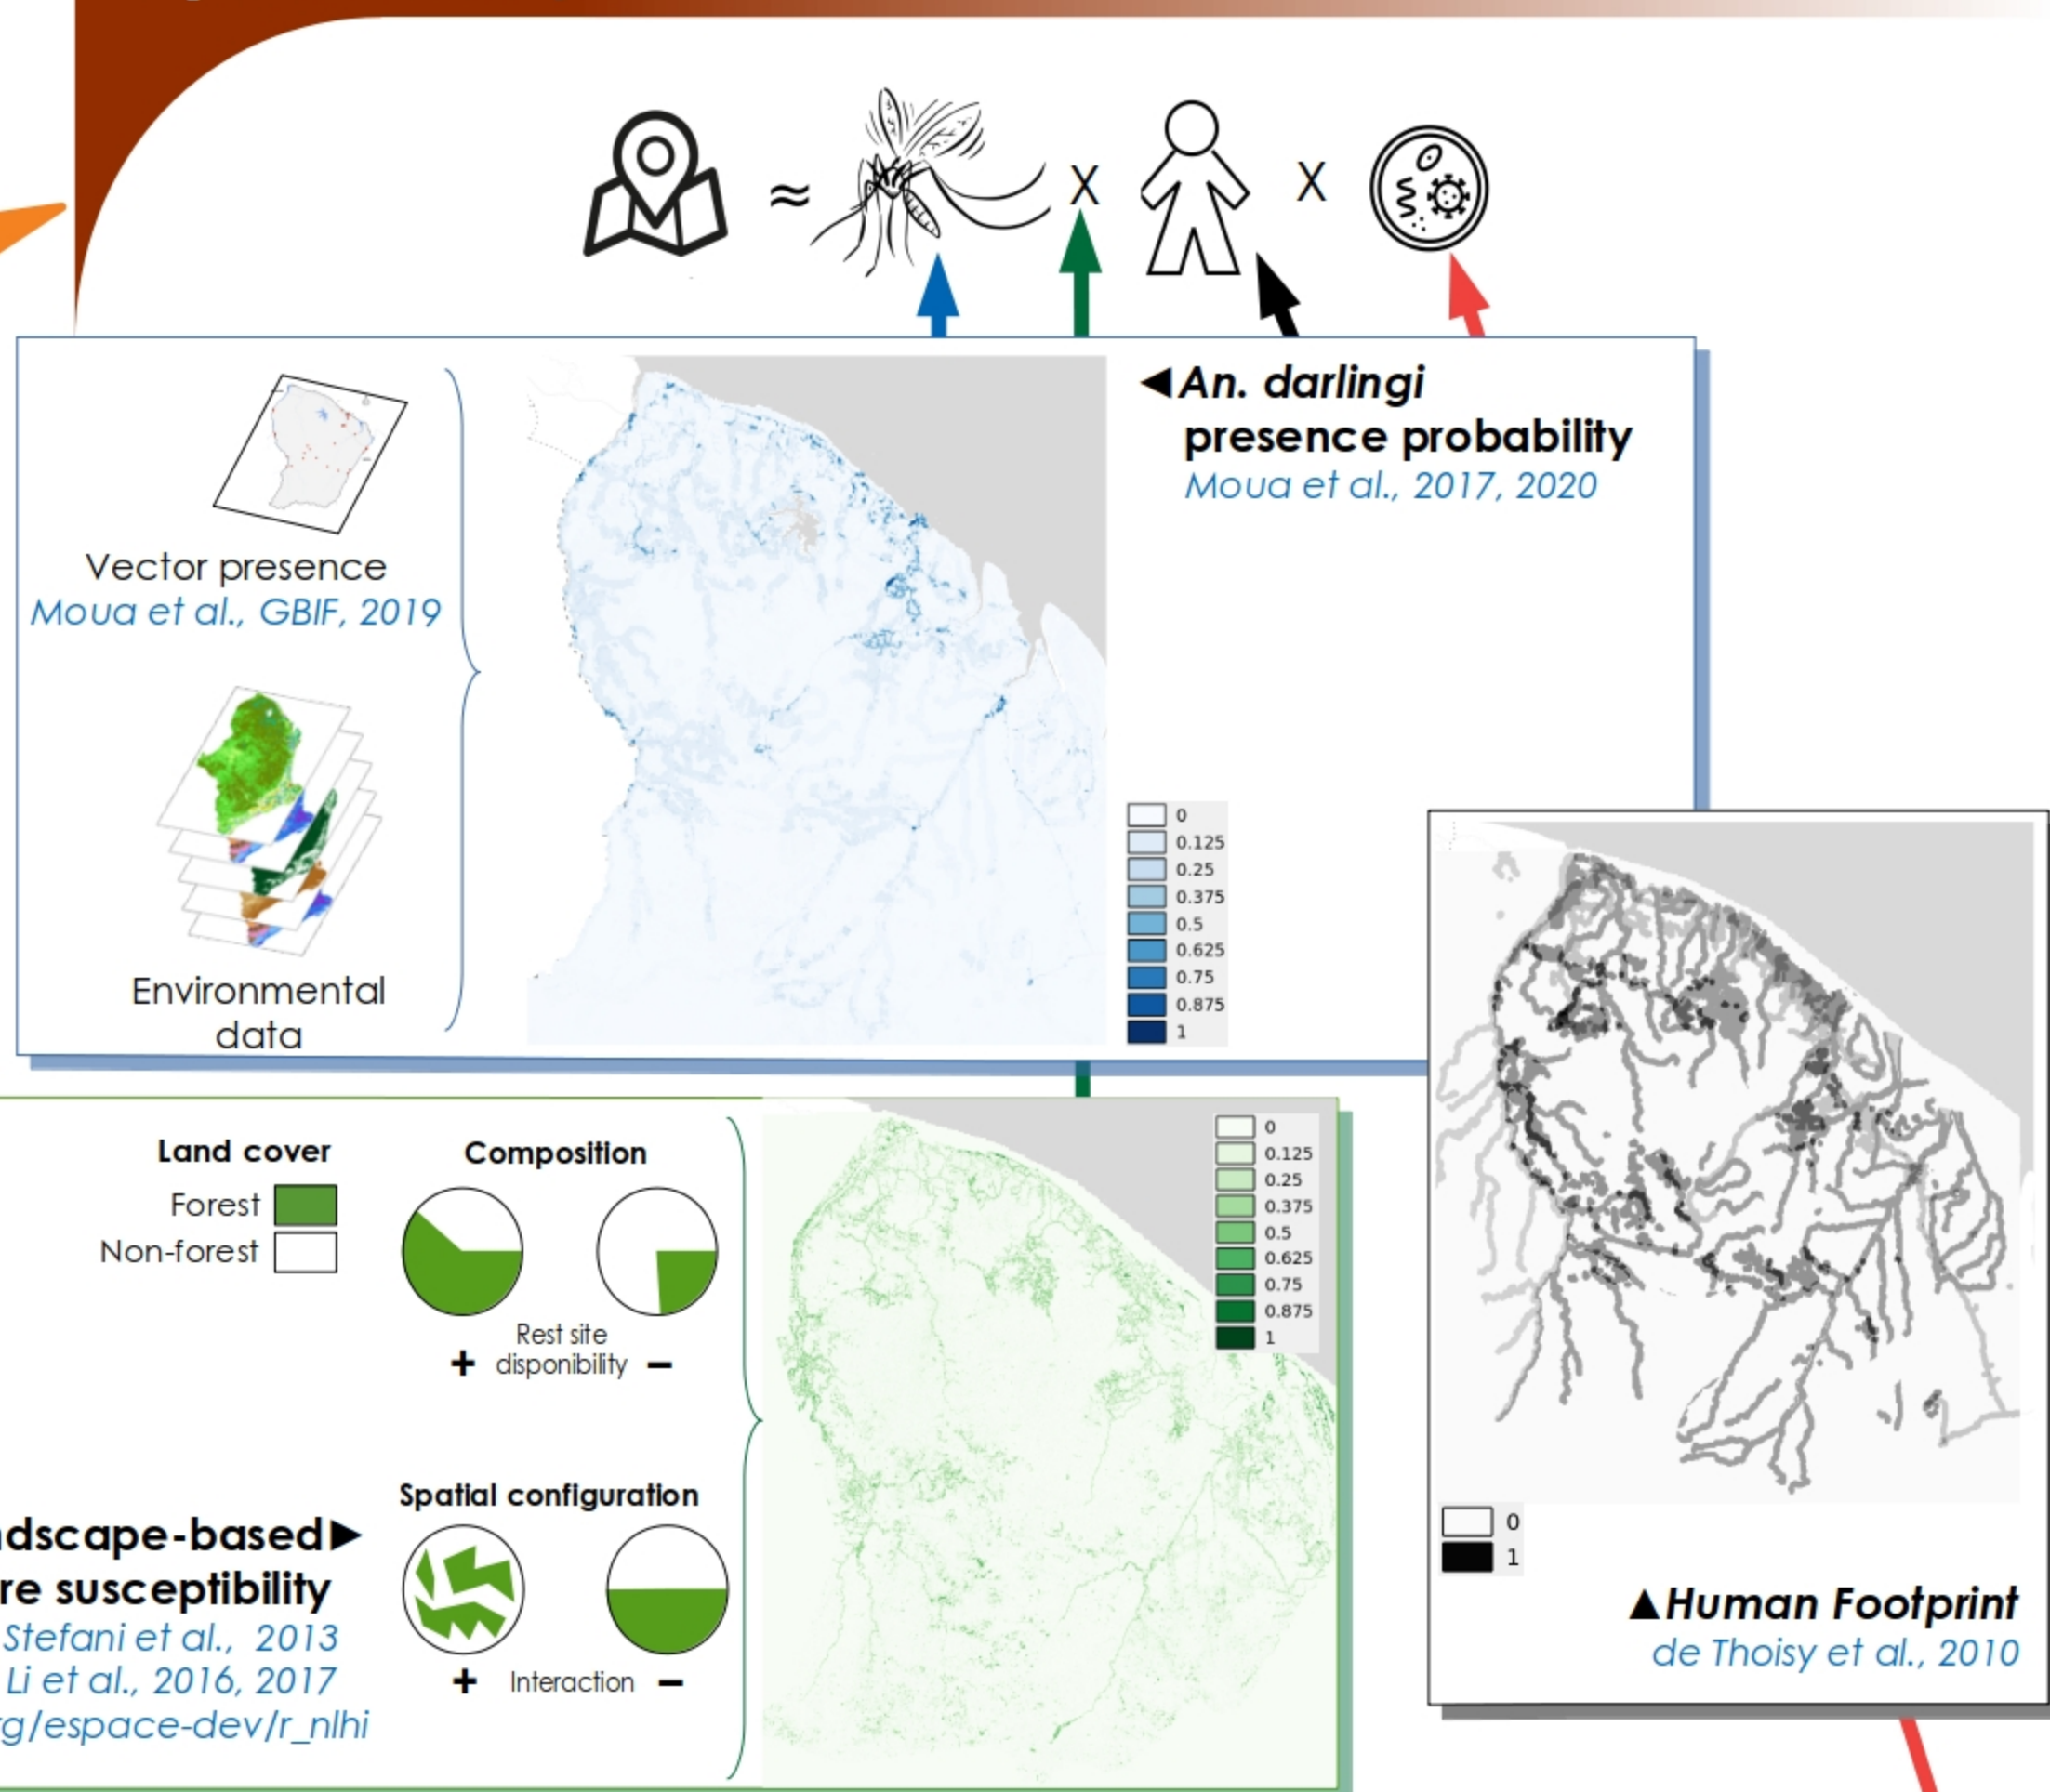 ≈ X X
◄An. darlingi
presence probability
Moua et al., 2017, 2020
Vector presence
Moua et al., GBIF, 2019
Environmental
data
0
0.125
0.25
0.375
0.5
0.625
0.75
0.875
1
Land cover
Forest
Non-forest
Composition
Rest site
+ disponibility −
Spatial configuration
+ Interaction −
ndscape-based►
re susceptibility
Stefani et al., 2013
Li et al., 2016, 2017
rg/espace-dev/r_nlhi
0
0.125
0.25
0.375
0.5
0.625
0.75
0.875
1
0
1
▲Human Footprint
de Thoisy et al., 2010